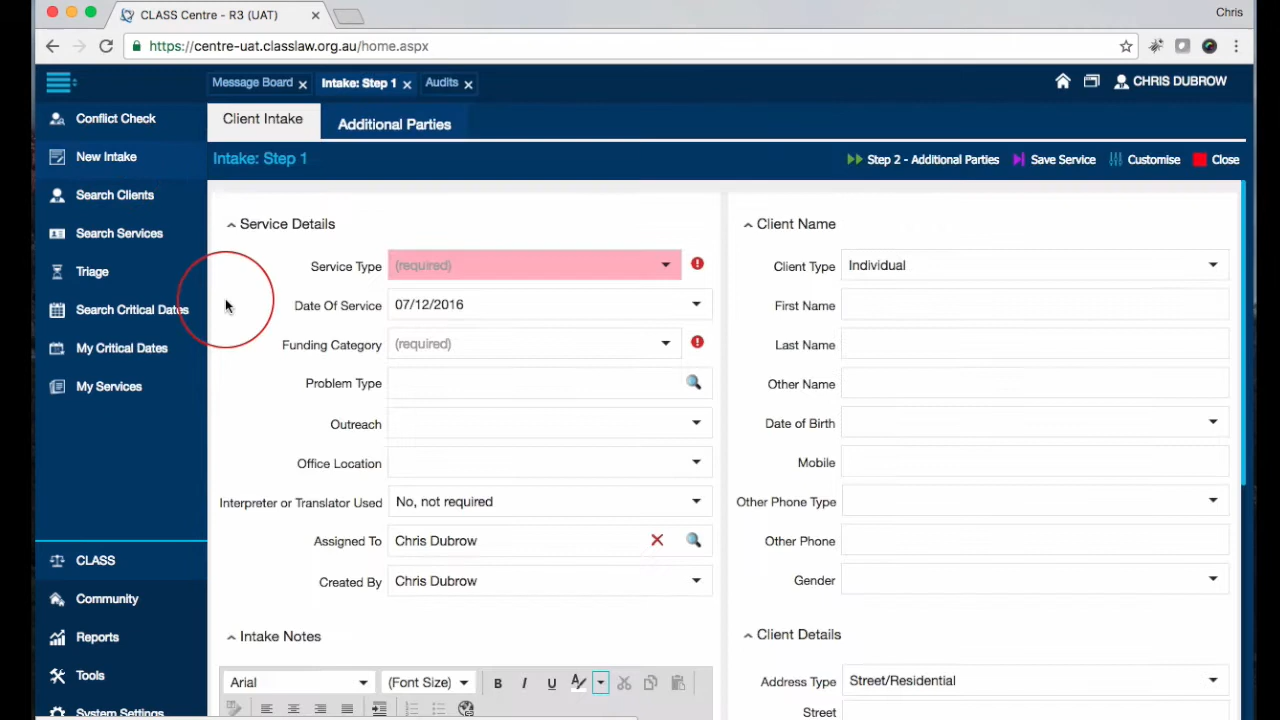 CLASS Centre - R3 (UAT)
Chris
https://centre-uat.classlaw.org.au/home.aspx
Message Board
Intake: Step 1
Audits
CHRIS DUBROW
Conflict Check
New Intake
Search Clients
Search Services
Triage
Search Critical Dates
My Critical Dates
My Services
CLASS
Community
Reports
Tools
System Settings
Client Intake
Additional Parties
Intake: Step 1
Step 2 - Additional Parties
Save Service
Customise
Close
Service Details
Service Type (required)
Date Of Service 07/12/2016
Funding Category (required)
Problem Type
Outreach
Office Location
Interpreter or Translator Used No, not required
Assigned To Chris Dubrow
Created By Chris Dubrow
Intake Notes
Arial (Font Size) B I U A
Client Name
Client Type Individual
First Name
Last Name
Other Name
Date of Birth
Mobile
Other Phone Type
Other Phone
Gender
Client Details
Address Type Street/Residential
Street